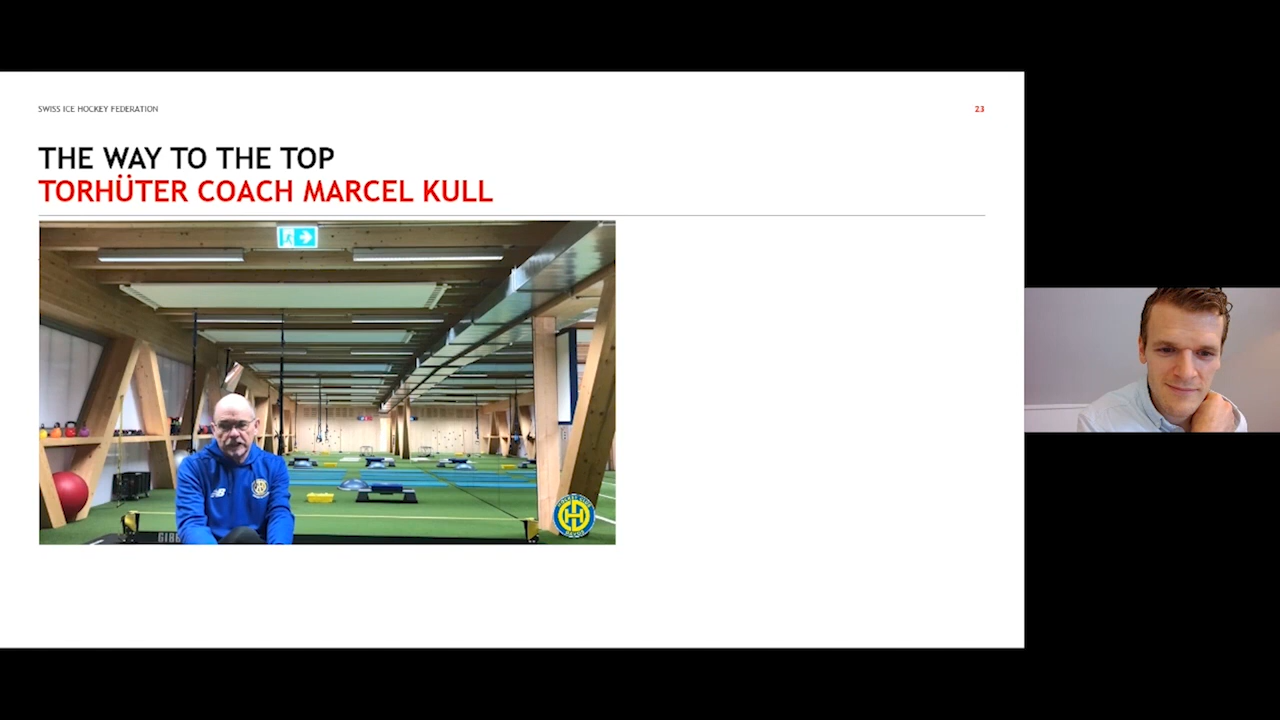 SWISS ICE HOCKEY FEDERATION
23
THE WAY TO THE TOP
TORHÜTER COACH MARCEL KULL